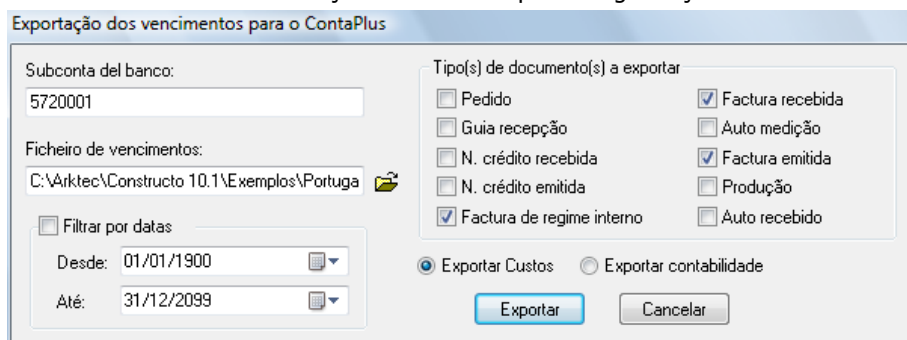 Exportação dos vencimentos para o ContaPlus
Subconta del banco:
5720001
Ficheiro de vencimentos:
C:\Arktec\Constructo 10.1\Exemplos\Portuga
Filtrar por datas
Desde: 01/01/1900
Até: 31/12/2099
Tipo(s) de documento(s) a exportar
Pedido Factura recebida
Guia recepção Auto medição
N. crédito recebida Factura emitida
N. crédito emitida Produção
Factura de regime interno Auto recebido
Exportar Custos Exportar contabilidade
Exportar Cancelar